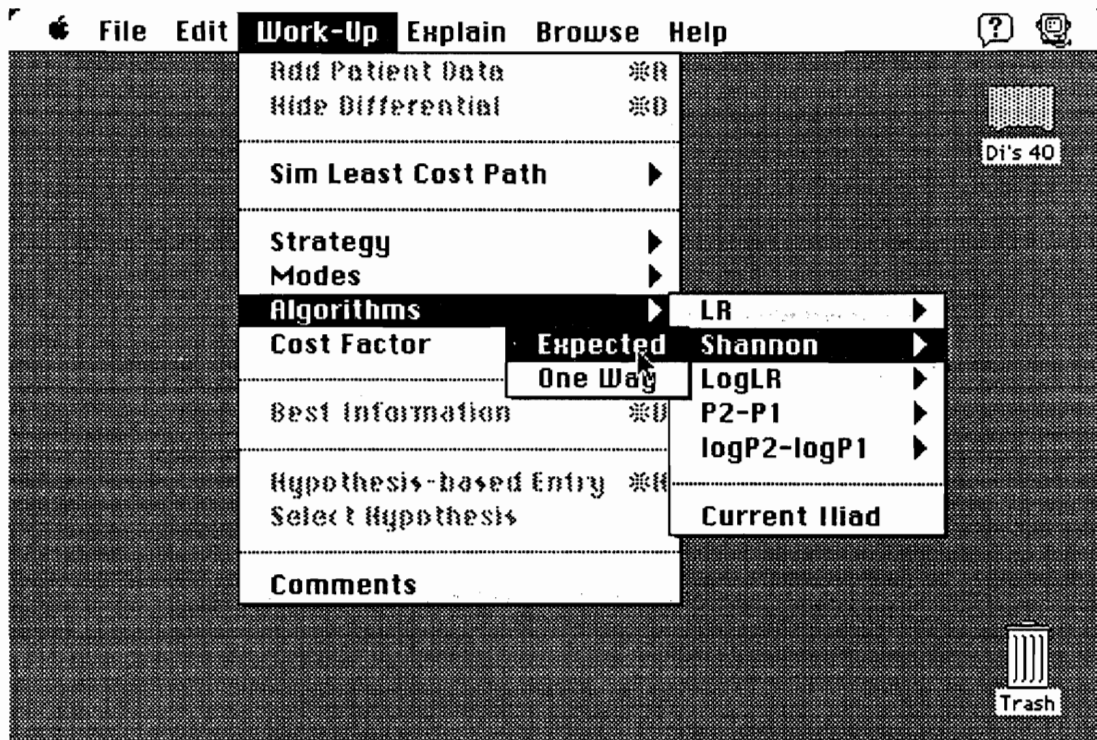 File Edit Work-Up Explain Browse Help
Add Patient Data ⌘A
Hide Differential ⌘D
Di's 40
Sim Least Cost Path
Strategy
Modes
Algorithms
LR
Cost Factor
Expected
Shannon
One Way
LogLR
Best Information ⌘U
P2-P1
logP2-logP1
Hypothesis-based Entry ⌘H
Select Hypothesis
Current Iliad
Comments
Trash